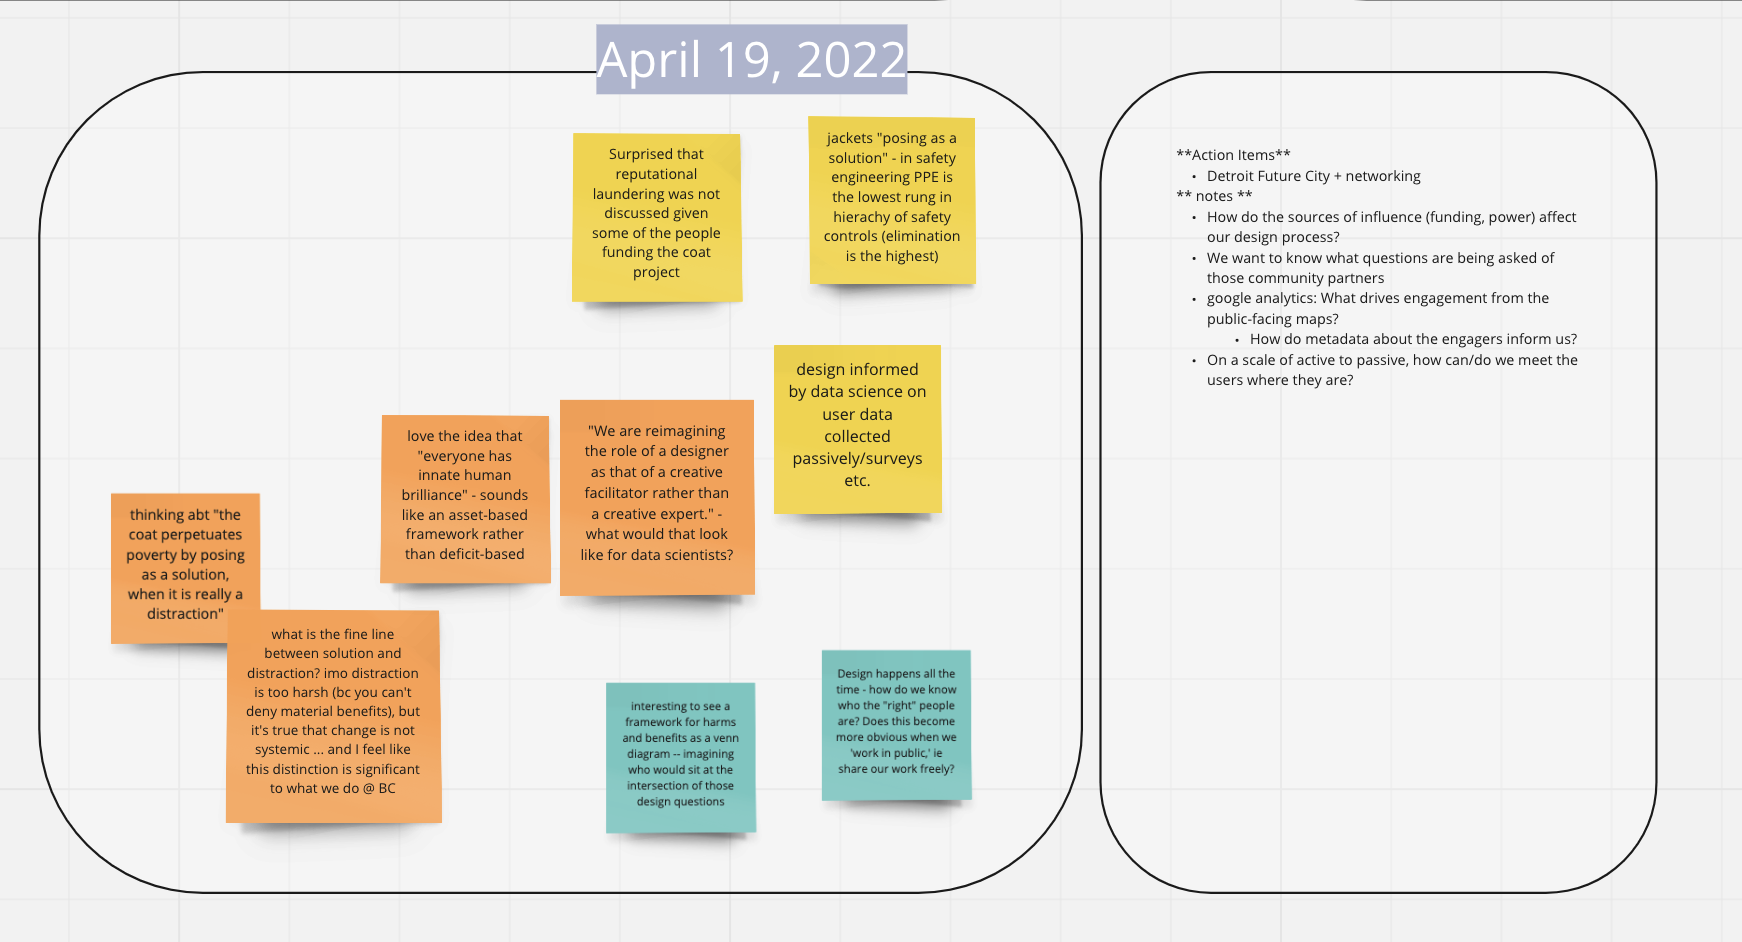 April 19, 2022
Surprised that
reputational
laundering was not
discussed given
some of the people
funding the coat
project
jackets "posing as a
solution" - in safety
engineering PPE is
the lowest rung in
hierachy of safety
controls (elimination
is the highest)
design informed
by data science on
user data
collected
passively/surveys
etc.
love the idea that
"everyone has
innate human
brilliance" - sounds
like an asset-based
framework rather
than deficit-based
"We are reimagining
the role of a designer
as that of a creative
facilitator rather than
a creative expert." -
what would that look
like for data scientists?
thinking abt "the
coat perpetuates
poverty by posing
as a solution,
when it is really a
distraction"
what is the fine line
between solution and
distraction? imo distraction
is too harsh (bc you can't
deny material benefits), but
it's true that change is not
systemic ... and I feel like
this distinction is significant
to what we do @ BC
interesting to see a
framework for harms
and benefits as a venn
diagram -- imagining
who would sit at the
intersection of those
design questions
Design happens all the
time - how do we know
who the "right" people
are? Does this become
more obvious when we
'work in public,' ie
share our work freely?
**Action Items**
• Detroit Future City + networking
** notes **
• How do the sources of influence (funding, power) affect
our design process?
• We want to know what questions are being asked of
those community partners
• google analytics: What drives engagement from the
public-facing maps?
• How do metadata about the engagers inform us?
• On a scale of active to passive, how can/do we meet the
users where they are?